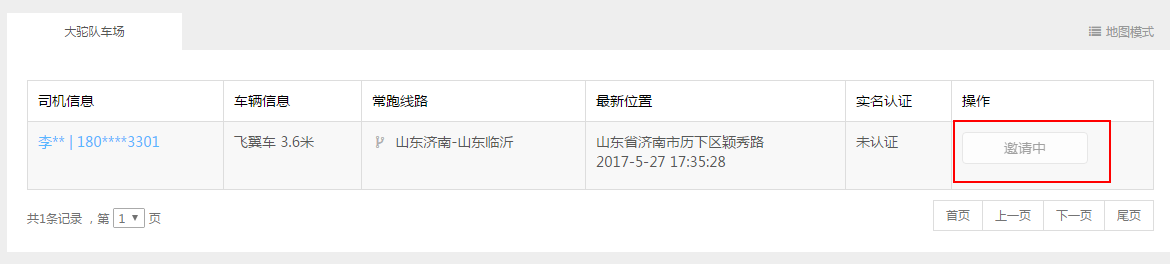 大驼队车场
地图模式
司机信息 车辆信息 常跑线路 最新位置 实名认证 操作
李** | 180****3301 飞翼车 3.6米 山东济南-山东临沂 山东省济南市历下区颖秀路 未认证 邀请中
2017-5-27 17:35:28
共1条记录 ，第 1 页
首页 上一页 下一页 尾页